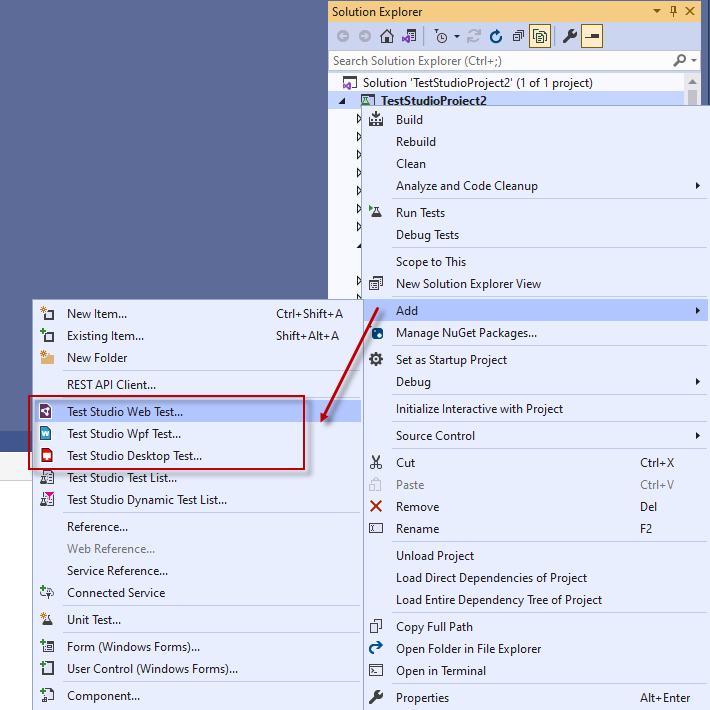 Solution Explorer
Search Solution Explorer (Ctrl+;)
Solution 'TestStudioProject2' (1 of 1 project)
TestStudioProject2
Build
Rebuild
Clean
Analyze and Code Cleanup
Run Tests
Debug Tests
Scope to This
New Solution Explorer View
Add
Manage NuGet Packages...
Set as Startup Project
Debug
Initialize Interactive with Project
Source Control
Cut Ctrl+X
Paste Ctrl+V
Remove Del
Rename F2
Unload Project
Load Direct Dependencies of Project
Load Entire Dependency Tree of Project
Copy Full Path
Open Folder in File Explorer
Open in Terminal
Properties Alt+Enter
New Item... Ctrl+Shift+A
Existing Item... Shift+Alt+A
New Folder
REST API Client...
Test Studio Web Test...
Test Studio Wpf Test...
Test Studio Desktop Test...
Test Studio Test List...
Test Studio Dynamic Test List...
Reference...
Web Reference...
Service Reference...
Connected Service
Unit Test...
Form (Windows Forms)...
User Control (Windows Forms)...
Component...